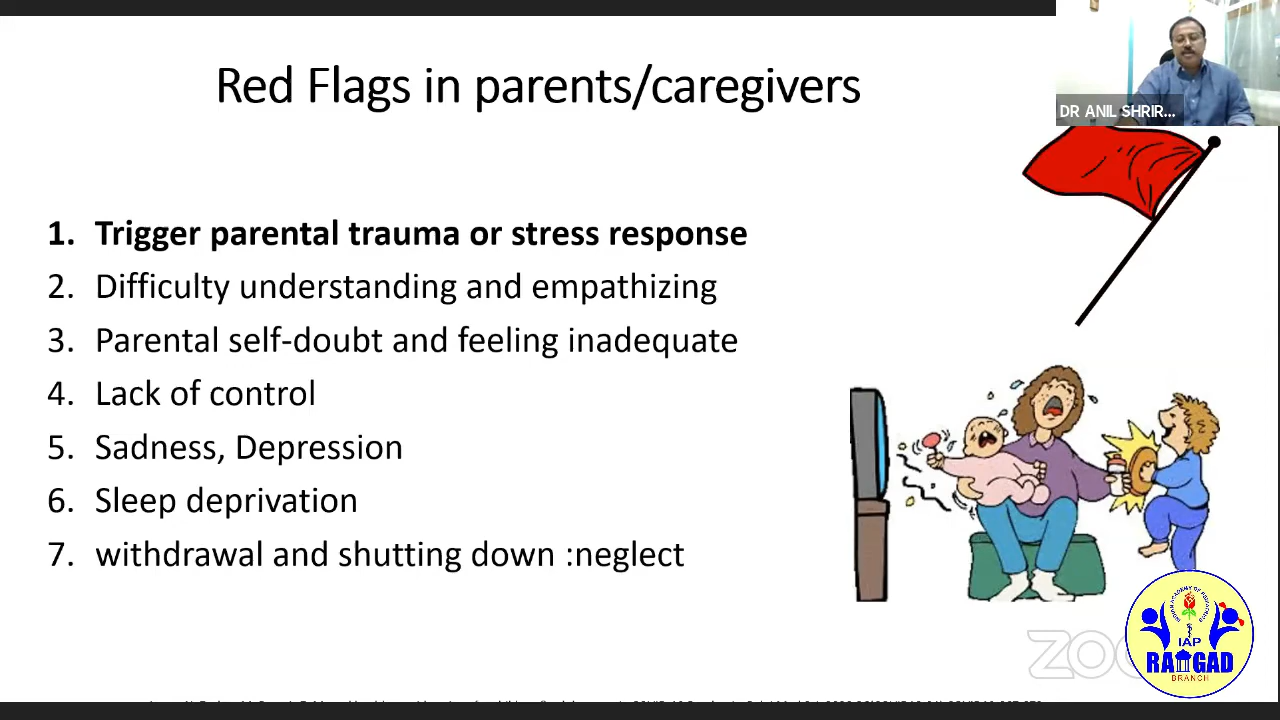 Red Flags in parents/caregivers
DR ANIL SHRIR...
1. Trigger parental trauma or stress response
2. Difficulty understanding and empathizing
3. Parental self-doubt and feeling inadequate
4. Lack of control
5. Sadness, Depression
6. Sleep deprivation
7. withdrawal and shutting down :neglect
ZOO
IAP
RAIGAD
BRANCH